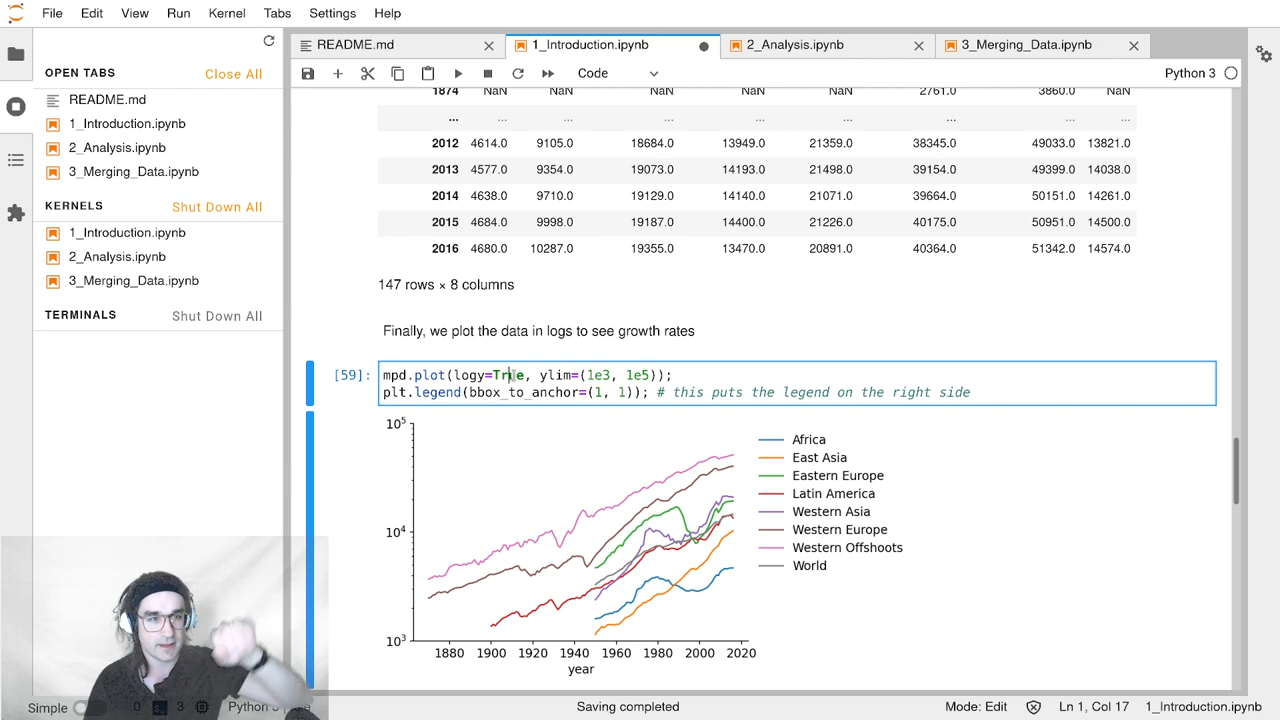 File Edit View Run Kernel Tabs Settings Help
OPEN TABS
Close All
README.md
1_Introduction.ipynb
2_Analysis.ipynb
3_Merging_Data.ipynb
KERNELS
Shut Down All
1_Introduction.ipynb
2_Analysis.ipynb
3_Merging_Data.ipynb
TERMINALS
Shut Down All
README.md 1_Introduction.ipynb 2_Analysis.ipynb 3_Merging_Data.ipynb
Code Python 3
1874 NaN NaN NaN NaN NaN 2761.0 3860.0 NaN
... ... ... ... ... ... ... ... ...
2012 4614.0 9105.0 18684.0 13949.0 21359.0 38345.0 49033.0 13821.0
2013 4577.0 9354.0 19073.0 14193.0 21498.0 39154.0 49399.0 14038.0
2014 4638.0 9710.0 19129.0 14140.0 21071.0 39664.0 50151.0 14261.0
2015 4684.0 9998.0 19187.0 14400.0 21226.0 40175.0 50951.0 14500.0
2016 4680.0 10287.0 19355.0 13470.0 20891.0 40364.0 51342.0 14574.0
147 rows × 8 columns
Finally, we plot the data in logs to see growth rates
[59]: mpd.plot(logy=True, ylim=(1e3, 1e5));
plt.legend(bbox_to_anchor=(1, 1)); # this puts the legend on the right side
10⁵
10⁴
10³
1880 1900 1920 1940 1960 1980 2000 2020
year
Africa
East Asia
Eastern Europe
Latin America
Western Asia
Western Europe
Western Offshoots
World
Simple 0 3 Saving completed Mode: Edit Ln 1, Col 17 1_Introduction.ipynb